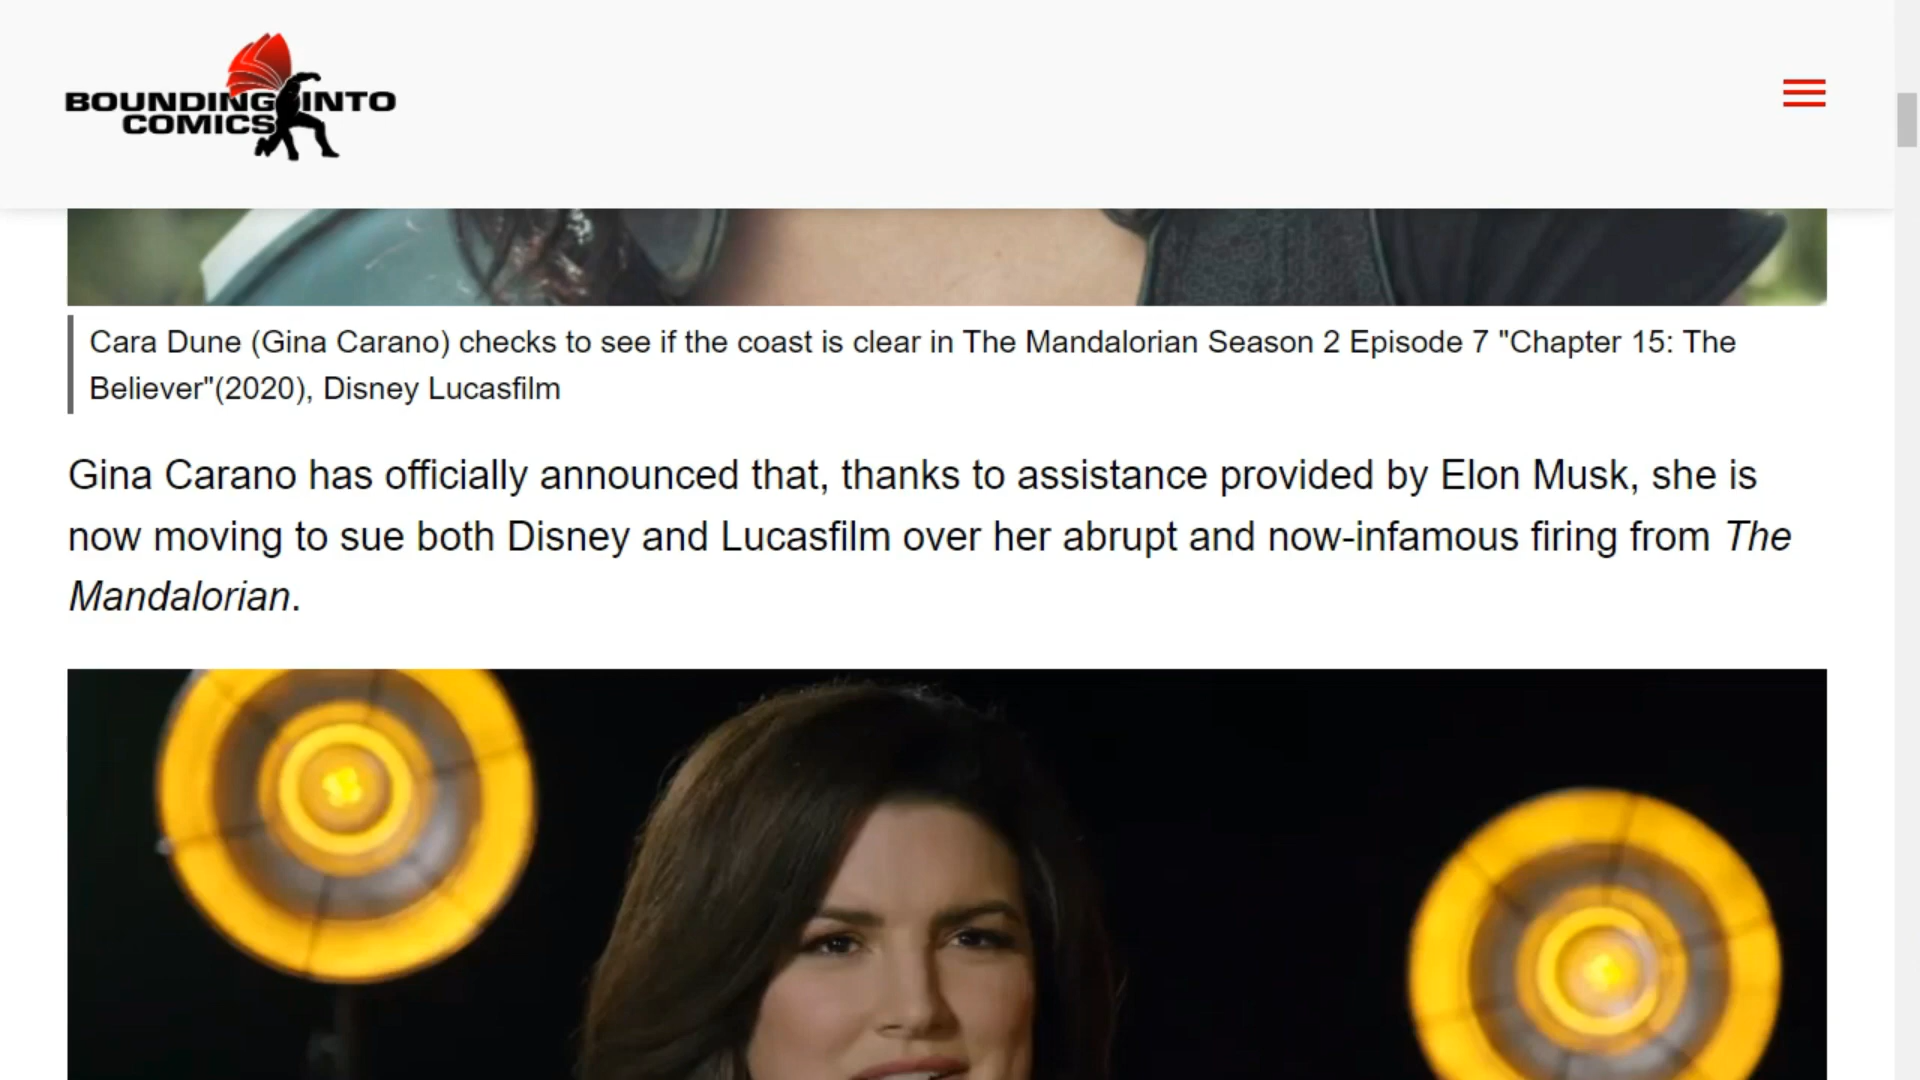 BOUNDING INTO
COMICS
Cara Dune (Gina Carano) checks to see if the coast is clear in The Mandalorian Season 2 Episode 7 "Chapter 15: The
Believer"(2020), Disney Lucasfilm
Gina Carano has officially announced that, thanks to assistance provided by Elon Musk, she is
now moving to sue both Disney and Lucasfilm over her abrupt and now-infamous firing from The
Mandalorian.